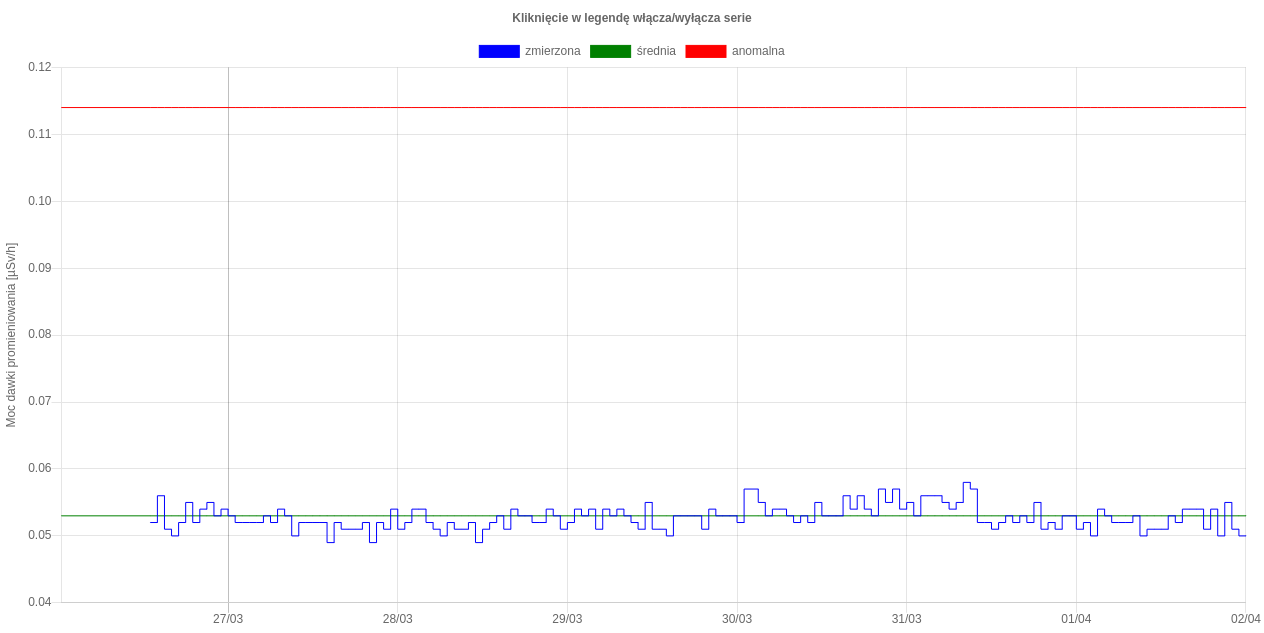 Kliknięcie w legendę włącza/wyłącza serie
zmierzona średnia anomalna
Moc dawki promieniowania [µSv/h]
0.12
0.11
0.10
0.09
0.08
0.07
0.06
0.05
0.04
27/03 28/03 29/03 30/03 31/03 01/04 02/04